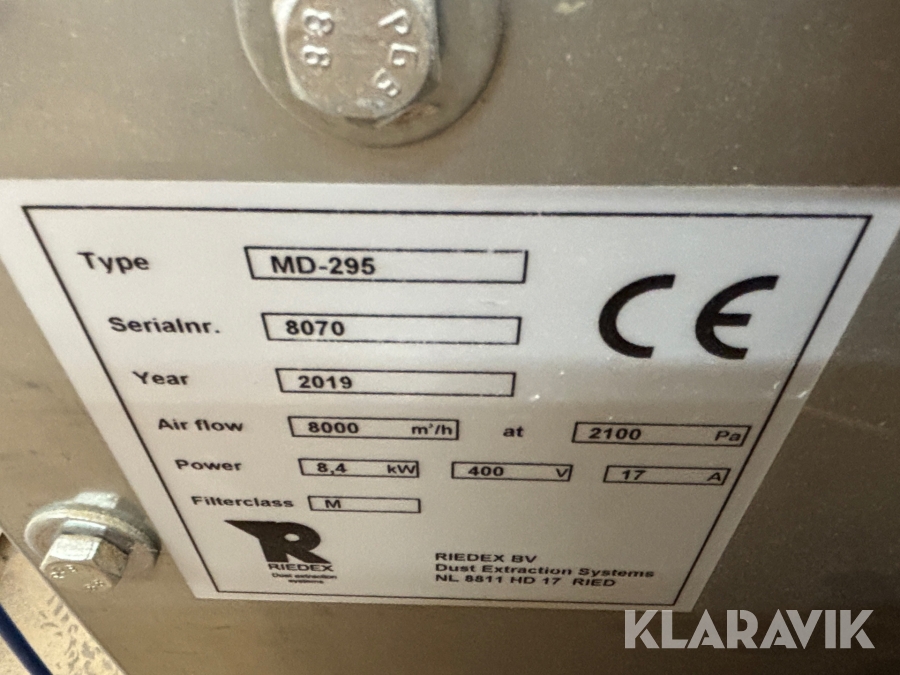 8.8
Type MD-295
Serialnr. 8070
Year 2019
Air flow 8000 m³/h at 2100 Pa
Power 8,4 kW 400 V 17 A
Filterclass M
CE
R
RIEDEX
Dust extraction
systems
RIEDEX BV
Dust Extraction Systems
NL 8811 HD 17 RIED
8.8
KLARAVIK